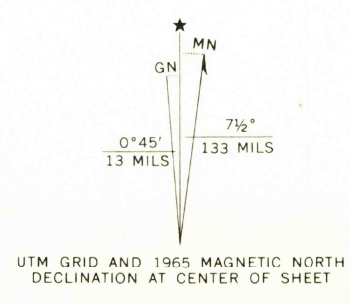 MN
GN
0°45'
13 MILS
7½°
133 MILS
UTM GRID AND 1965 MAGNETIC NORTH
DECLINATION AT CENTER OF SHEET